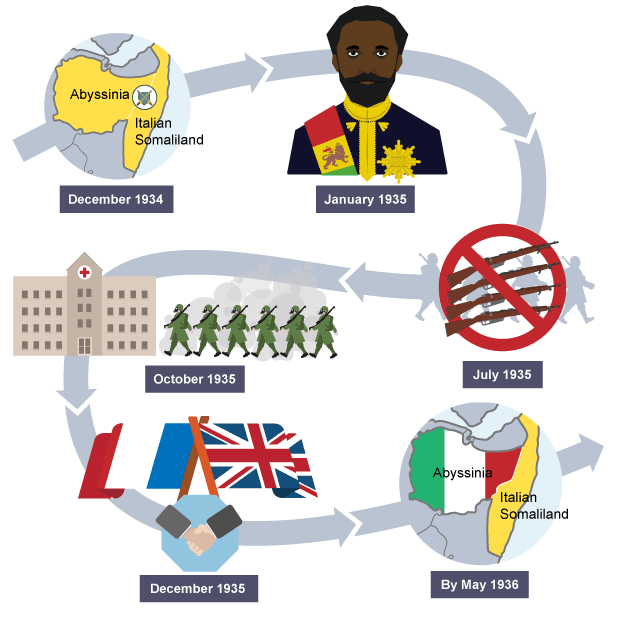 Abyssinia
Italian
Somaliland
December 1934
January 1935
July 1935
October 1935
December 1935
Abyssinia
Italian
Somaliland
By May 1936